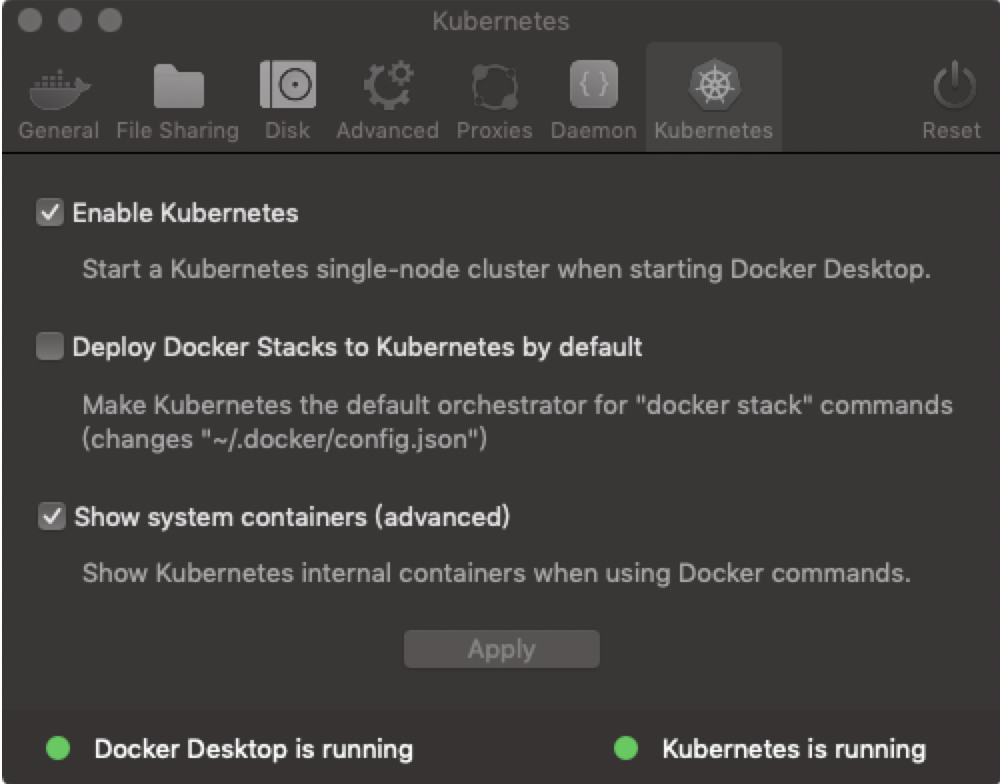 Kubernetes
General File Sharing Disk Advanced Proxies Daemon Kubernetes Reset
Enable Kubernetes
Start a Kubernetes single-node cluster when starting Docker Desktop.
Deploy Docker Stacks to Kubernetes by default
Make Kubernetes the default orchestrator for "docker stack" commands
(changes "~/.docker/config.json")
Show system containers (advanced)
Show Kubernetes internal containers when using Docker commands.
Apply
Docker Desktop is running Kubernetes is running